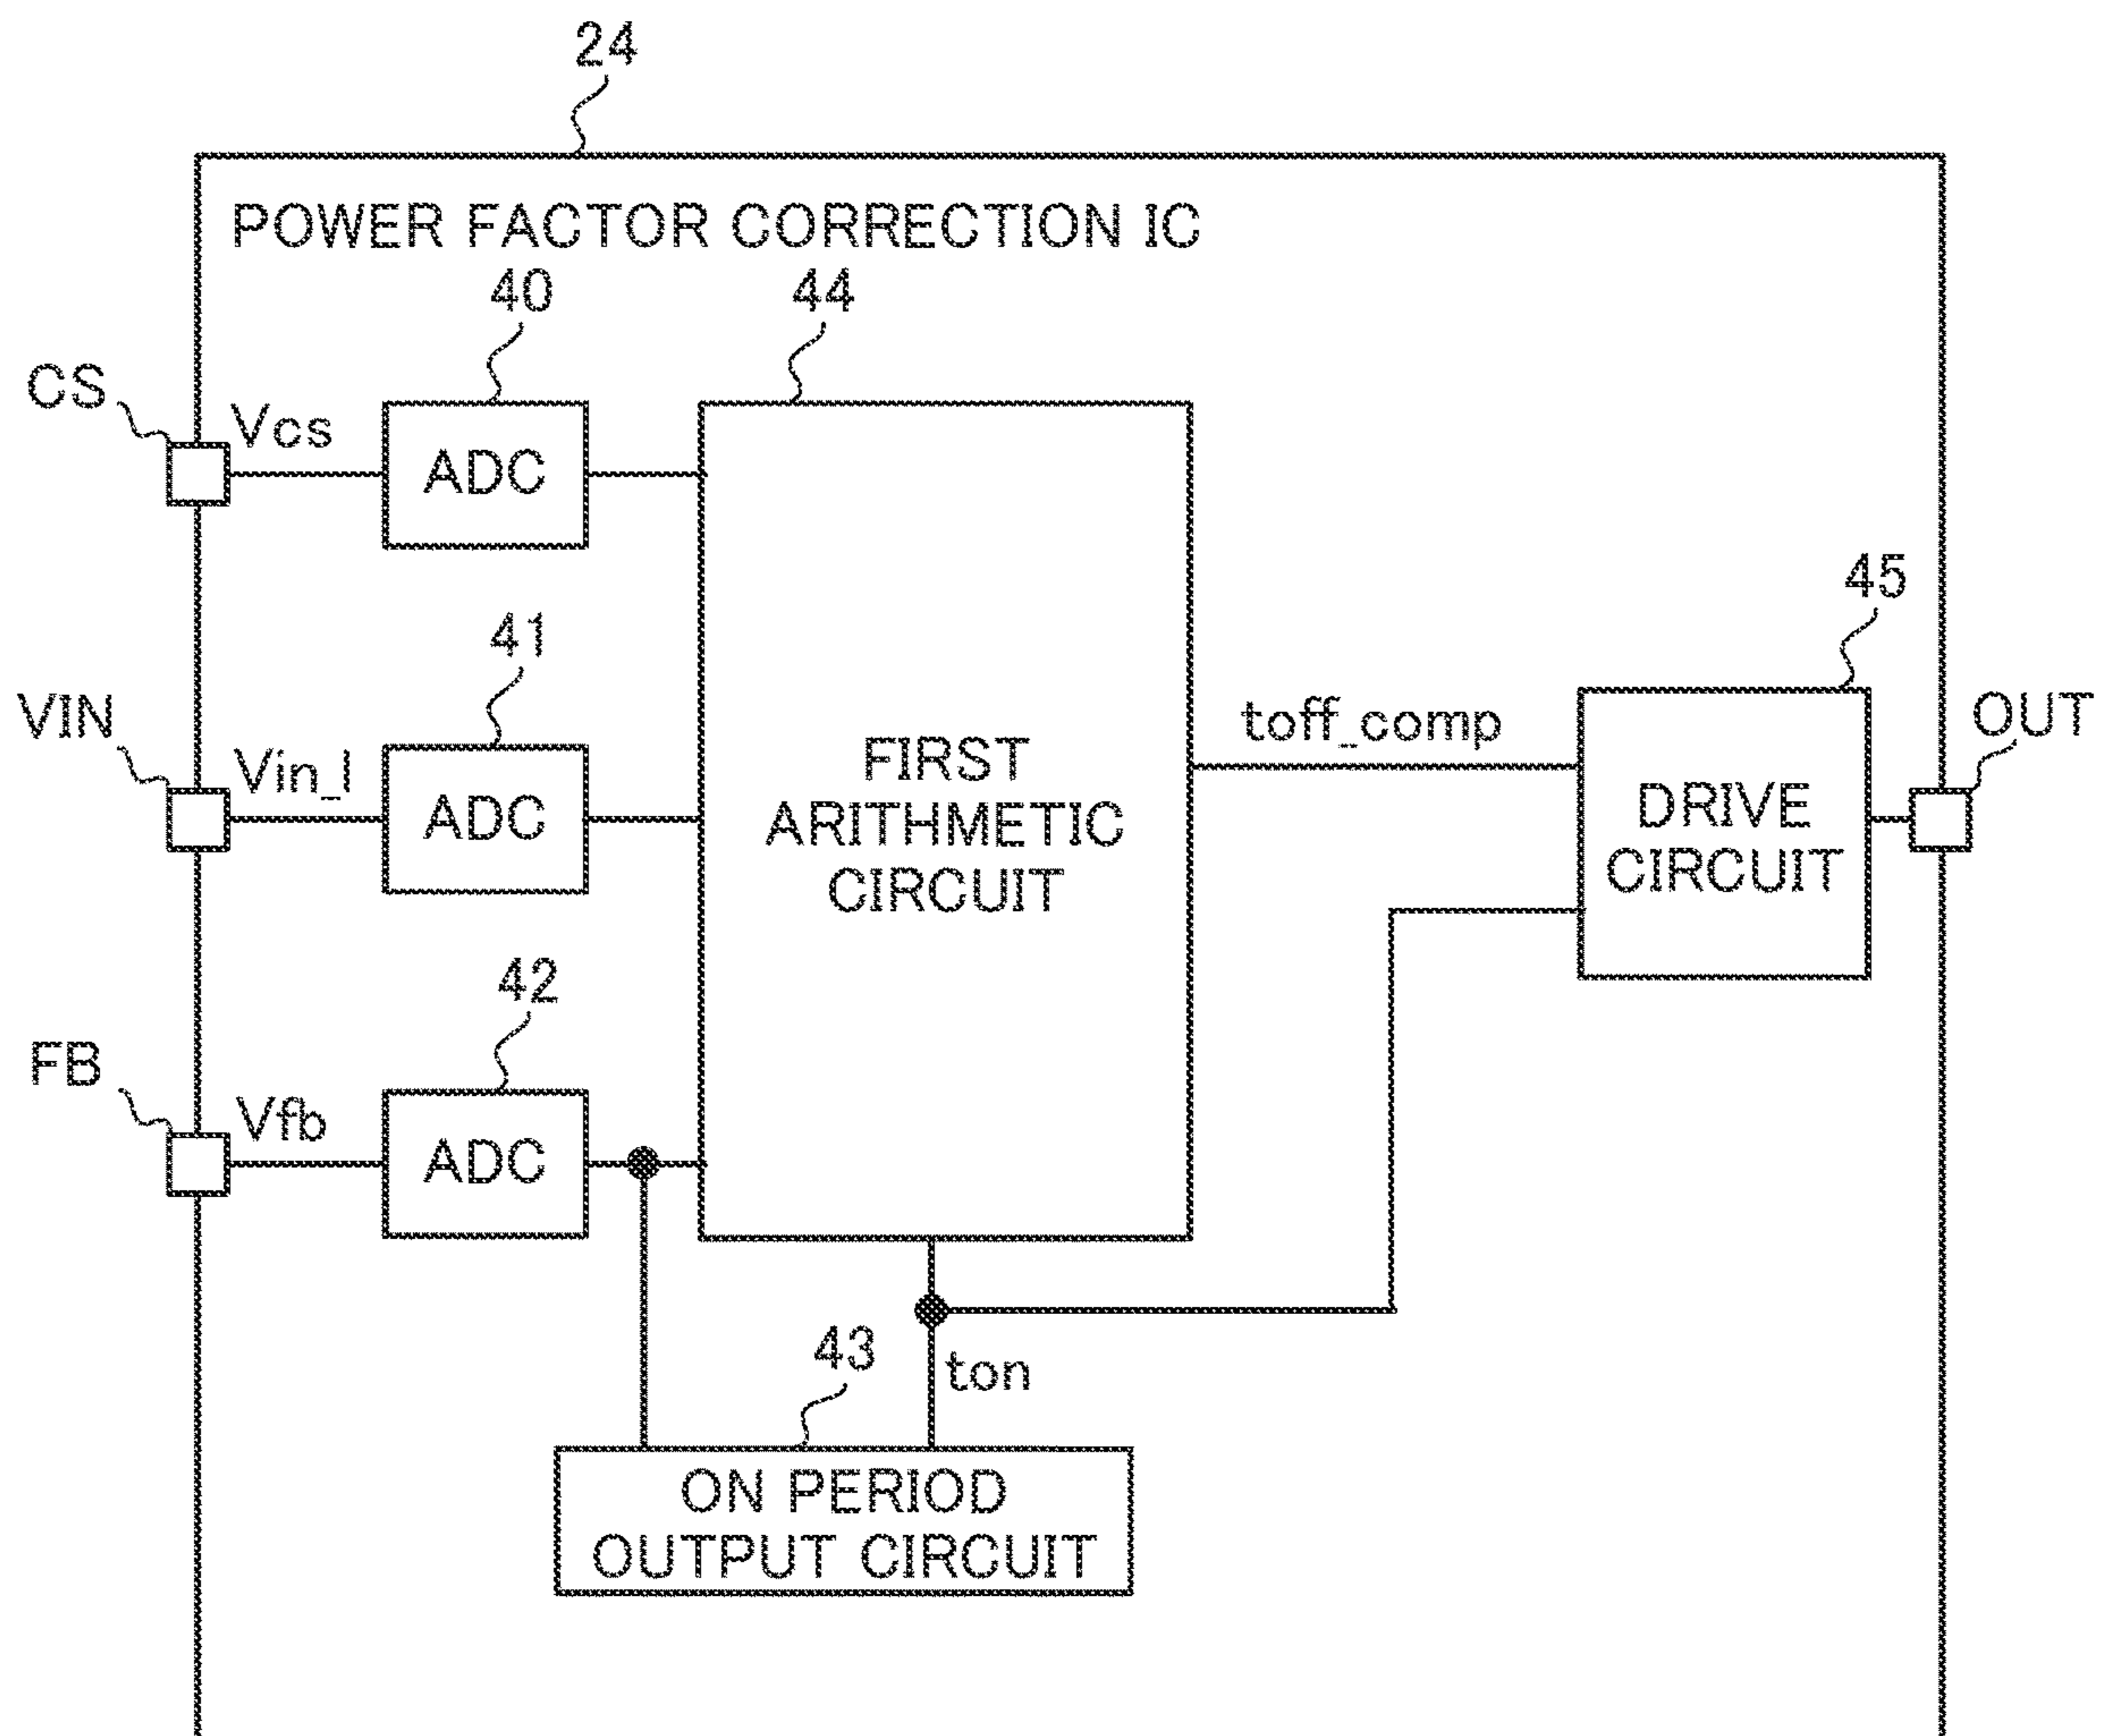 24
POWER FACTOR CORRECTION IC
40
44
CS
Vcs
ADC
45
41
VIN
Vin_l
ADC
FIRST
ARITHMETIC
CIRCUIT
toff_comp
DRIVE
CIRCUIT
OUT
42
FB
Vfb
ADC
43
ton
ON PERIOD
OUTPUT CIRCUIT